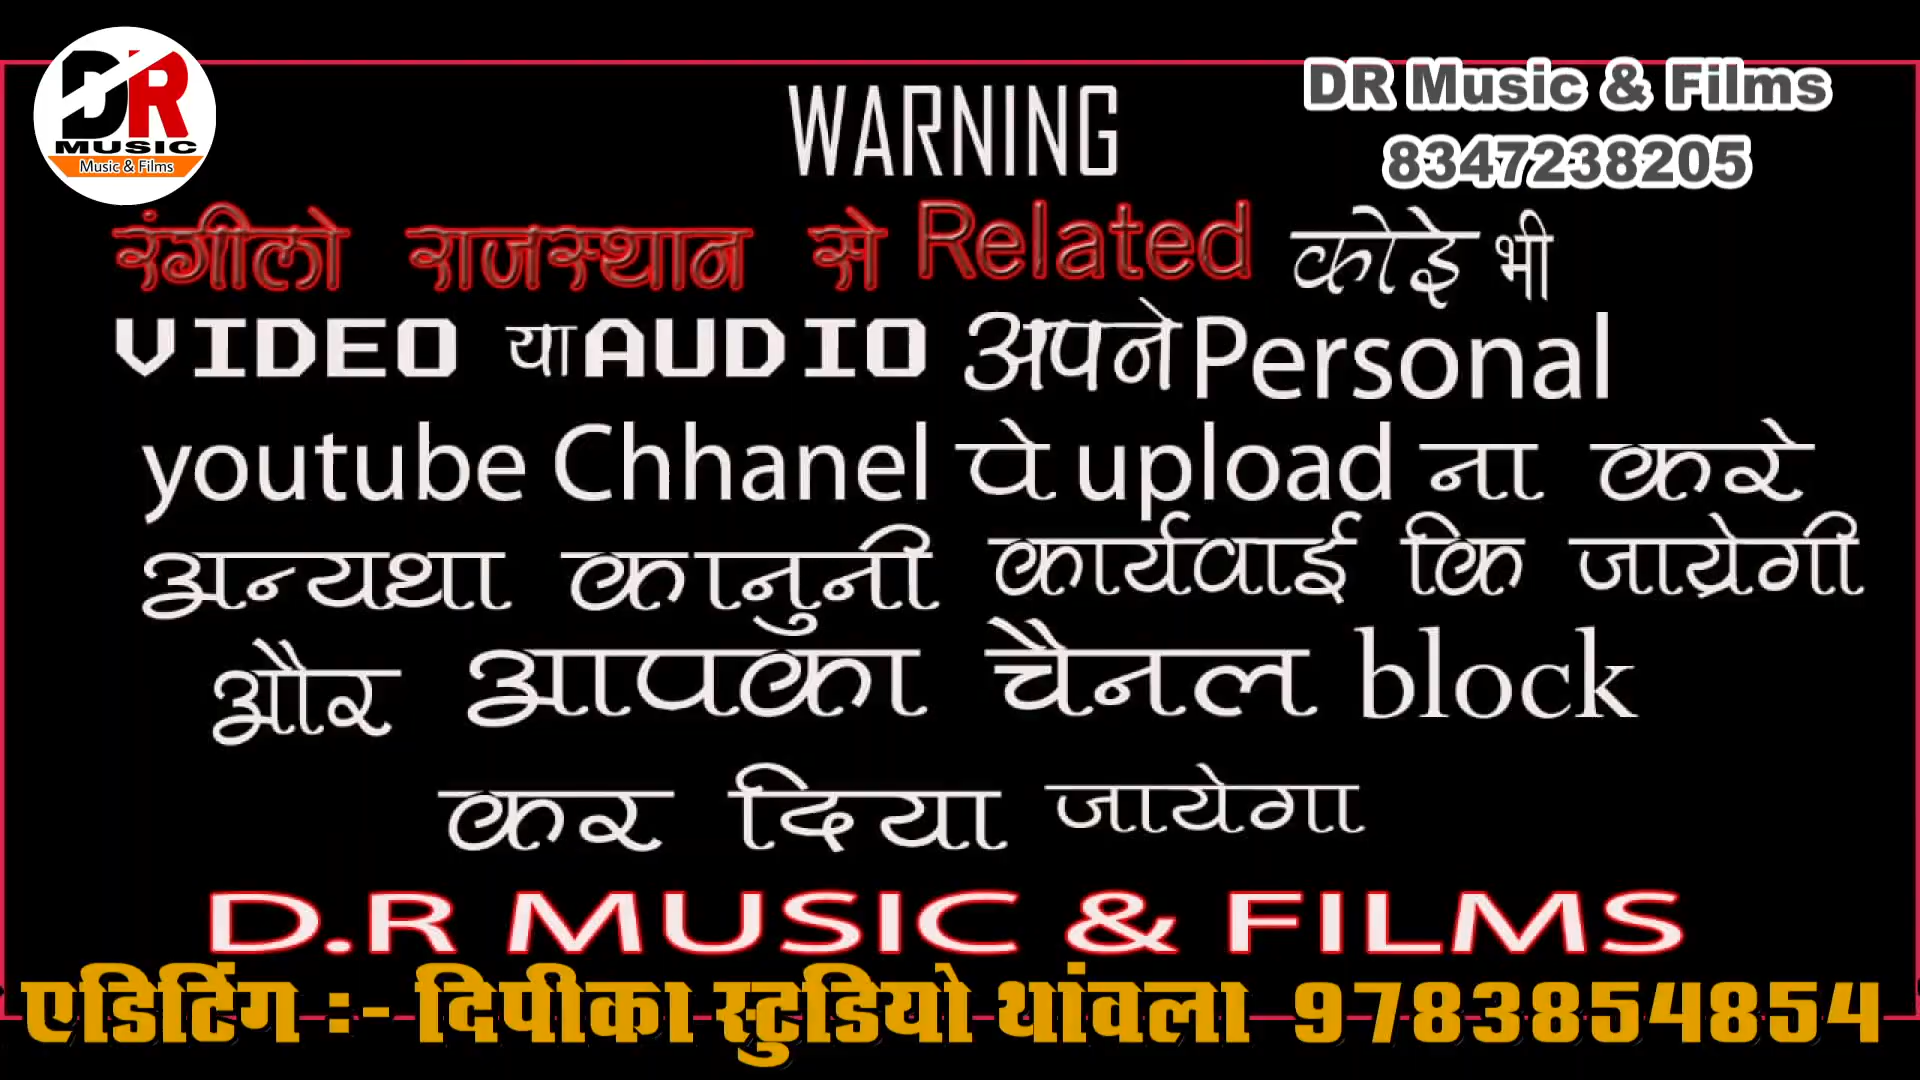 DR
MUSIC
Music & Films
DR Music & Films
8347238205
WARNING
रंगीलो राजस्थान से Related कोई भी
VIDEO या AUDIO अपने Personal
youtube Chhanel पे upload ना करे
अन्यथा कानुनी कार्यवाई कि जायेगी
और आपका चैनल block
कर दिया जायेगा
D.R MUSIC & FILMS
एडिटिंग :- दिपीका स्टुडियो थांवला 9783854854